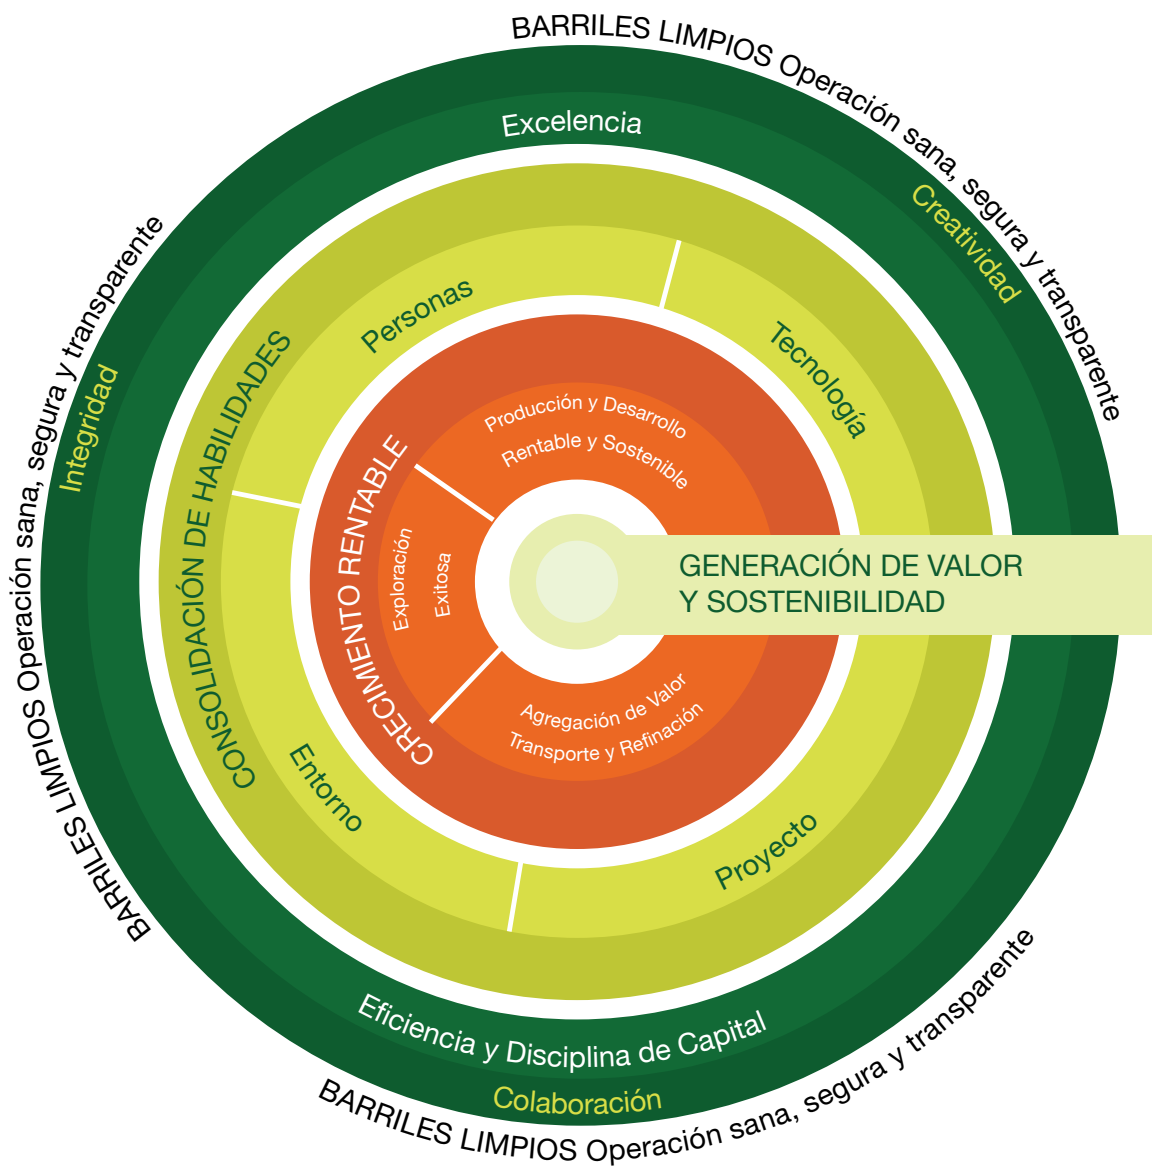 BARRILES LIMPIOS Operación sana, segura y transparente
Excelencia
Creatividad
BARRILES LIMPIOS Operación sana, segura y transparente
Integridad
CONSOLIDACIÓN DE HABILIDADES
Personas
Tecnología
CRECIMIENTO RENTABLE
Producción y Desarrollo
Rentable y Sostenible
Exploración
Exitosa
GENERACIÓN DE VALOR
Y SOSTENIBILIDAD
Agregación de Valor
Transporte y Refinación
Entorno
Proyecto
Eficiencia y Disciplina de Capital
Colaboración
BARRILES LIMPIOS Operación sana, segura y transparente